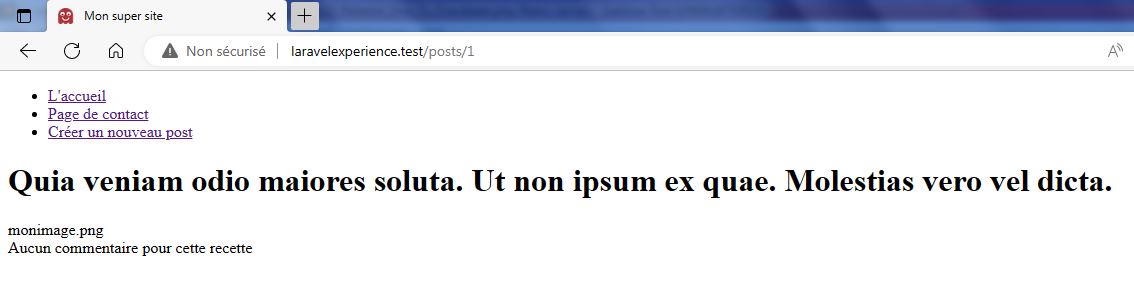 Mon super site
Non sécurisé laravelexperience.test/posts/1
L'accueil
Page de contact
Créer un nouveau post
Quia veniam odio maiores soluta. Ut non ipsum ex quae. Molestias vero vel dicta.
monimage.png
Aucun commentaire pour cette recette